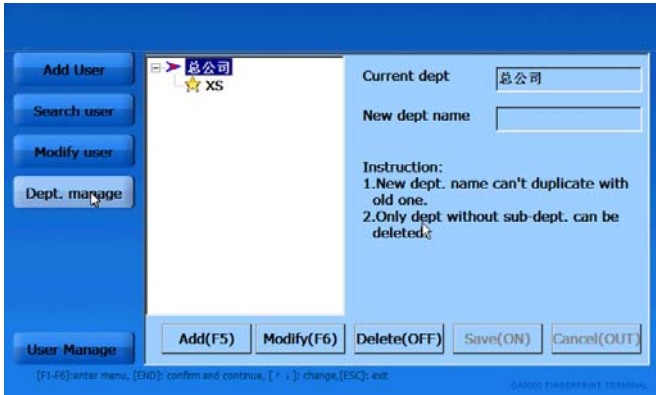 Add User
Search user
Modify user
Dept. manage
User Manage
总公司
XS
Current dept
总公司
New dept name
Instruction:
1.New dept. name can't duplicate with
old one.
2.Only dept without sub-dept. can be
deleted.
Add(F5)
Modify(F6)
Delete(OFF)
Save(ON)
Cancel(OUT)
[F1-F6]:enter menu, [END]: confirm and continue, [↑ ↓]: change,[ESC]: exit
FINGERPRINT TERMINAL